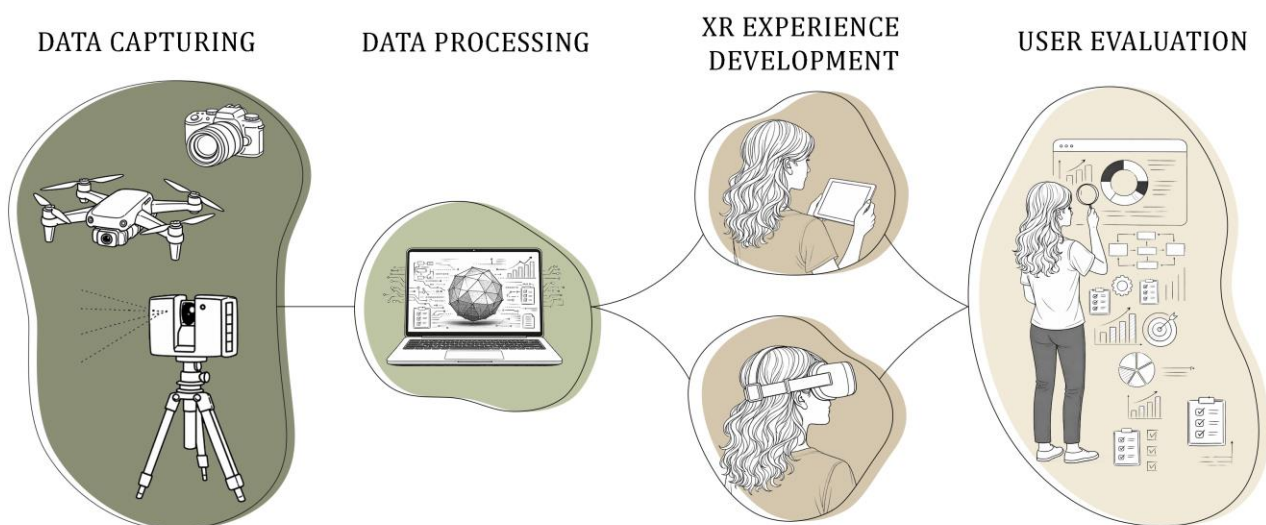 DATA CAPTURING
DATA PROCESSING
XR EXPERIENCE
DEVELOPMENT
USER EVALUATION